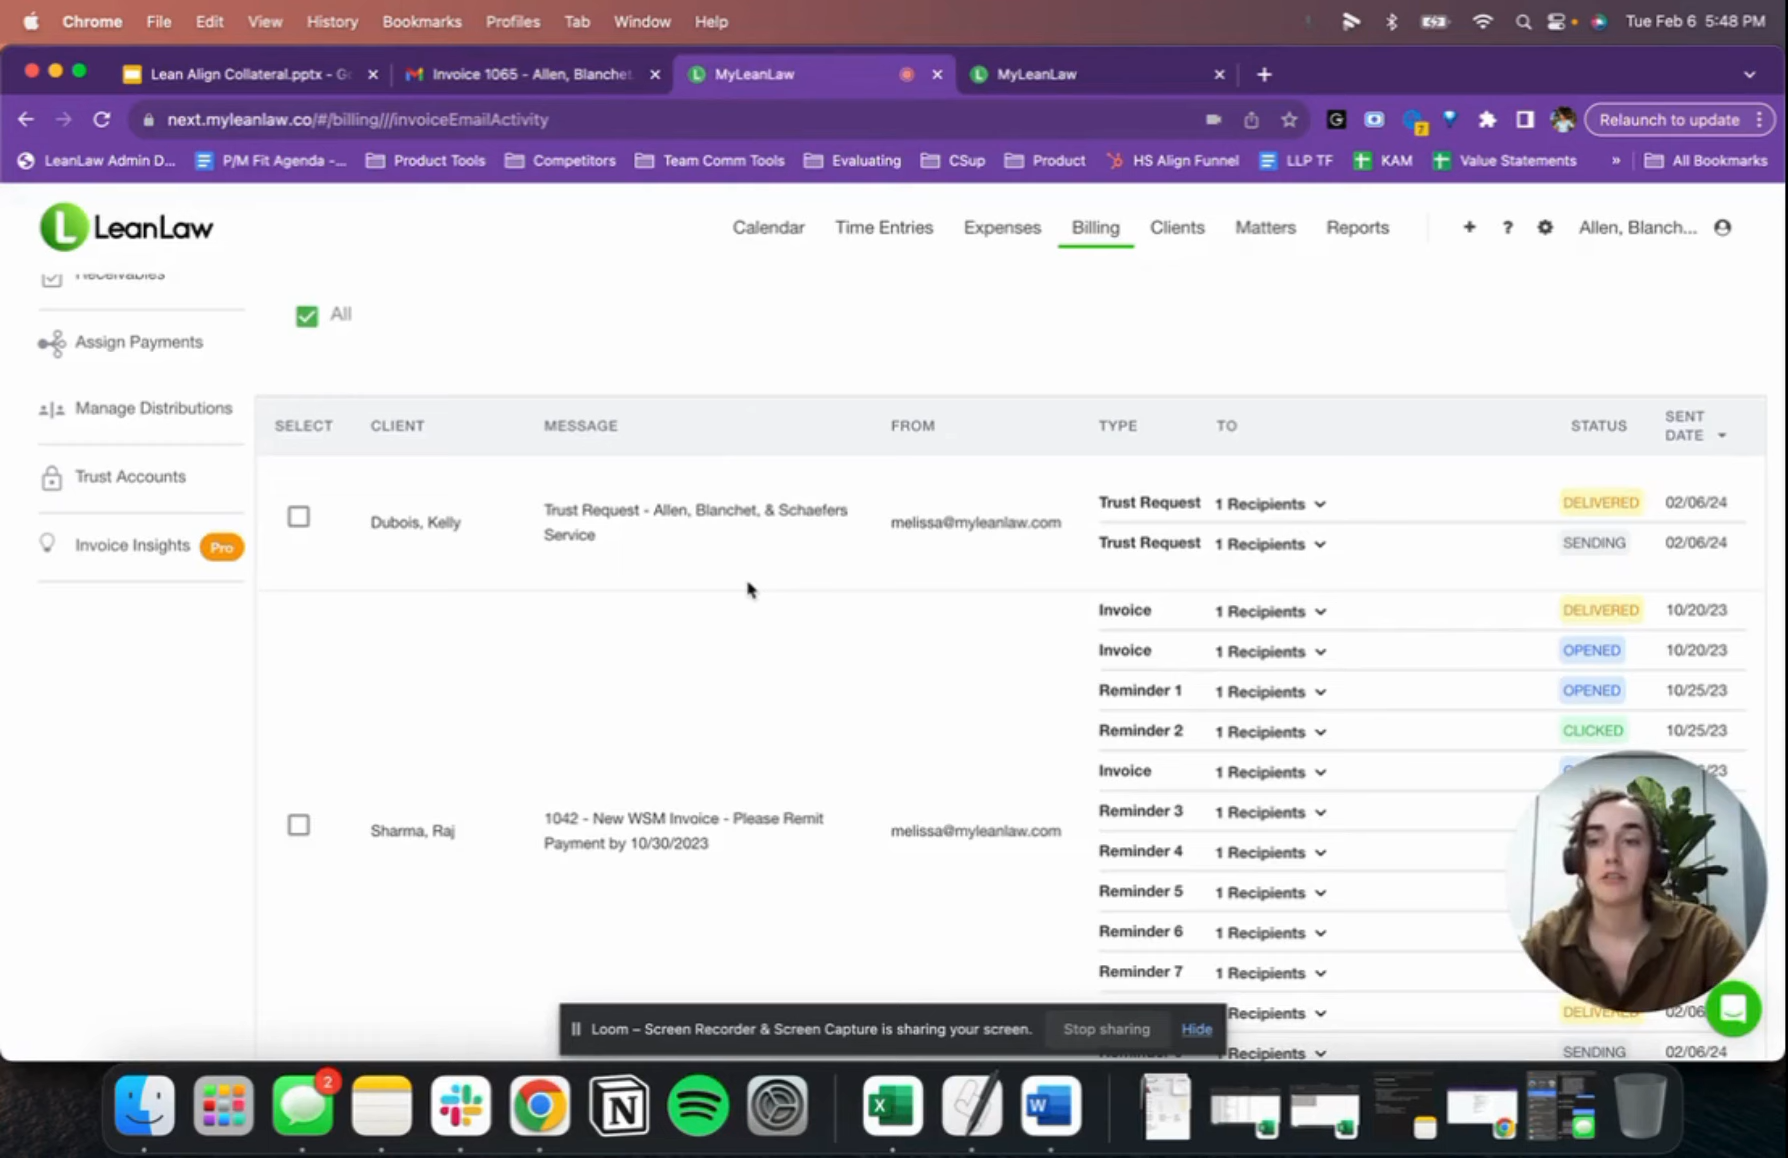 Chrome File Edit View History Bookmarks Profiles Tab Window Help Tue Feb 6 5:48 PM
Lean Align Collateral.pptx - G Invoice 1065 - Allen, Blanchet MyLeanLaw MyLeanLaw
next.myleanlaw.co/#/billing///invoiceEmailActivity 7 Relaunch to update
LeanLaw Admin D... P/M Fit Agenda -... Product Tools Competitors Team Comm Tools Evaluating CSup Product HS Align Funnel LLP TF KAM Value Statements » All Bookmarks
LeanLaw Calendar Time Entries Expenses Billing Clients Matters Reports + ? Allen, Blanch...
Receivables
All
Assign Payments
Manage Distributions
Trust Accounts
Invoice Insights Pro
SELECT CLIENT MESSAGE FROM TYPE TO STATUS SENT
DATE
Dubois, Kelly
Trust Request - Allen, Blanchet, & Schaefers
Service
melissa@myleanlaw.com
Trust Request 1 Recipients DELIVERED 02/06/24
Trust Request 1 Recipients SENDING 02/06/24
Sharma, Raj
1042 - New WSM Invoice - Please Remit
Payment by 10/30/2023
melissa@myleanlaw.com
Invoice 1 Recipients DELIVERED 10/20/23
Invoice 1 Recipients OPENED 10/20/23
Reminder 1 1 Recipients OPENED 10/25/23
Reminder 2 1 Recipients CLICKED 10/25/23
Invoice 1 Recipients 23
Reminder 3 1 Recipients
Reminder 4 1 Recipients
Reminder 5 1 Recipients
Reminder 6 1 Recipients
Reminder 7 1 Recipients
Recipients DELIVERED 02/06
Recipients SENDING 02/06/24
Loom – Screen Recorder & Screen Capture is sharing your screen. Stop sharing Hide
2
N X W